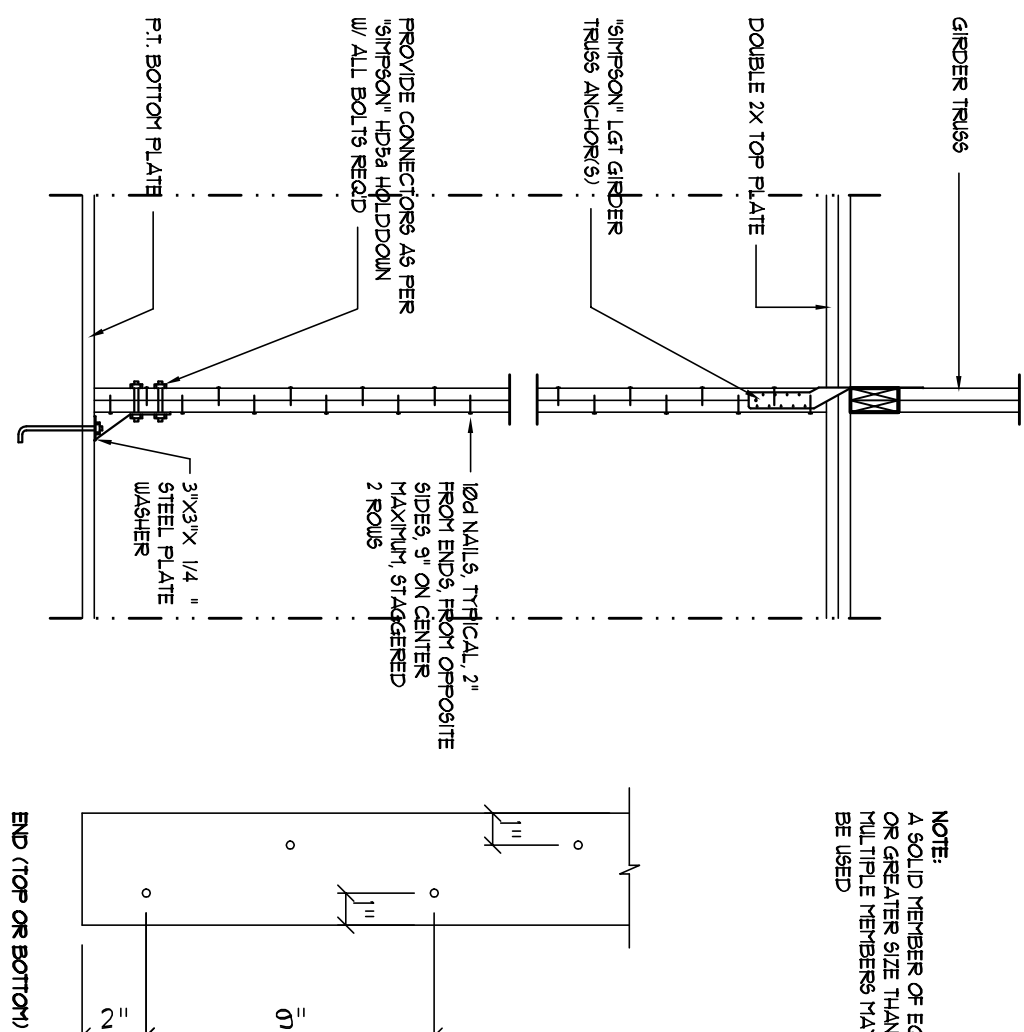 GIRDER TRUSS
DOUBLE 2X TOP PLATE
"SIMPSON" LGT GIRDER
TRUSS ANCHOR(S)
PROVIDE CONNECTORS AS PER
"SIMPSON" HD5a HOLDDOWN
W/ ALL BOLTS REQ'D
P.T. BOTTOM PLATE
10d NAILS, TYPICAL, 2"
FROM ENDS, FROM OPPOSITE
SIDES, 9" ON CENTER
MAXIMUM, STAGGERED
2 ROWS
3"X3"X 1/4 "
STEEL PLATE
WASHER
NOTE:
A SOLID MEMBER OF
OR GREATER SIZE THAN
MULTIPLE MEMBERS
BE USED
1"
1"
9"
2"
END (TOP OR BOTTOM)